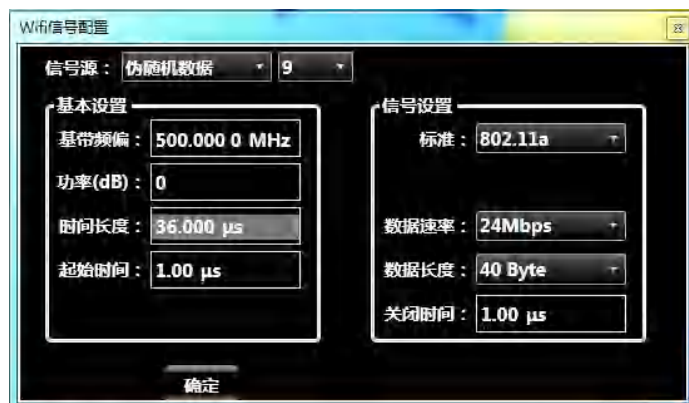 Wifi信号配置
信号源： 伪随机数据 9
基本设置
基带频偏： 500.000 0 MHz
功率(dB)： 0
时间长度： 36.000 μs
起始时间： 1.00 μs
信号设置
标准： 802.11a
数据速率： 24Mbps
数据长度： 40 Byte
关闭时间： 1.00 μs
确定